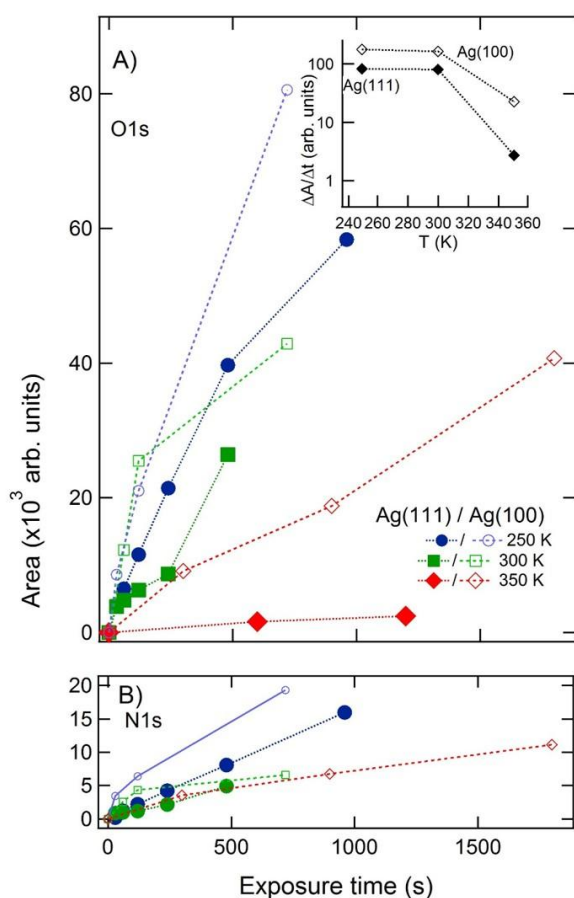 A)
O1s
80
60
40
20
0
Area (x10³ arb. units)
ΔA/Δt (arb. units)
100
10
1
Ag(100)
Ag(111)
240 260 280 300 320 340 360
T (K)
Ag(111) / Ag(100)
/ 250 K
/ 300 K
/ 350 K
B)
N1s
20
15
10
5
0
0 500 1000 1500
Exposure time (s)